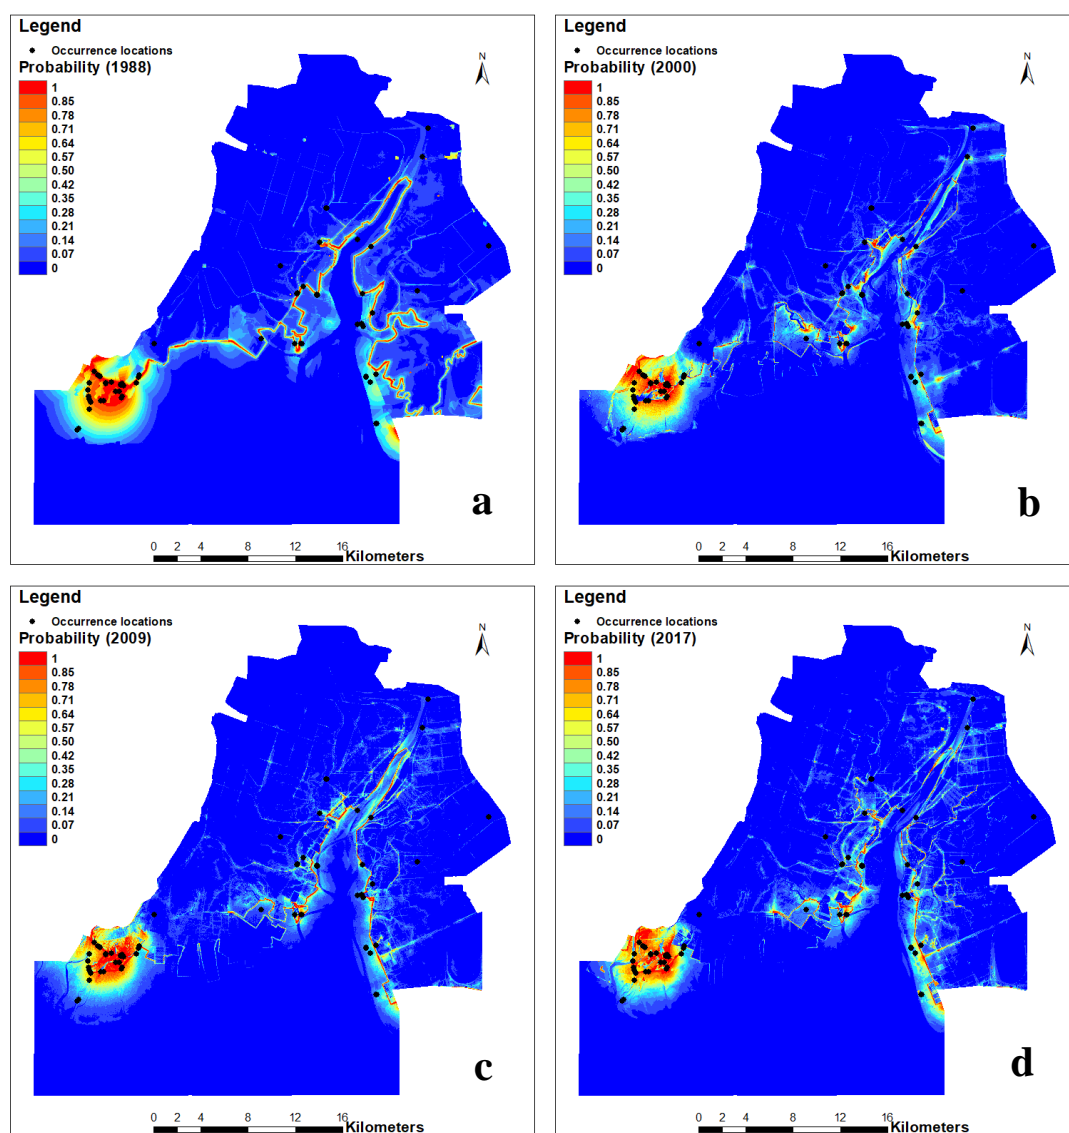 Legend
Occurrence locations
Probability (1988)
N
1
0.85
0.78
0.71
0.64
0.57
0.50
0.42
0.35
0.28
0.21
0.14
0.07
0
a
0 2 4 8 12 16
Kilometers
Legend
Occurrence locations
Probability (2000)
N
1
0.85
0.78
0.71
0.64
0.57
0.50
0.42
0.35
0.28
0.21
0.14
0.07
0
b
0 2 4 8 12 16
Kilometers
Legend
Occurrence locations
Probability (2009)
N
1
0.85
0.78
0.71
0.64
0.57
0.50
0.42
0.35
0.28
0.21
0.14
0.07
0
c
0 2 4 8 12 16
Kilometers
Legend
Occurrence locations
Probability (2017)
N
1
0.85
0.78
0.71
0.64
0.57
0.50
0.42
0.35
0.28
0.21
0.14
0.07
0
d
0 2 4 8 12 16
Kilometers